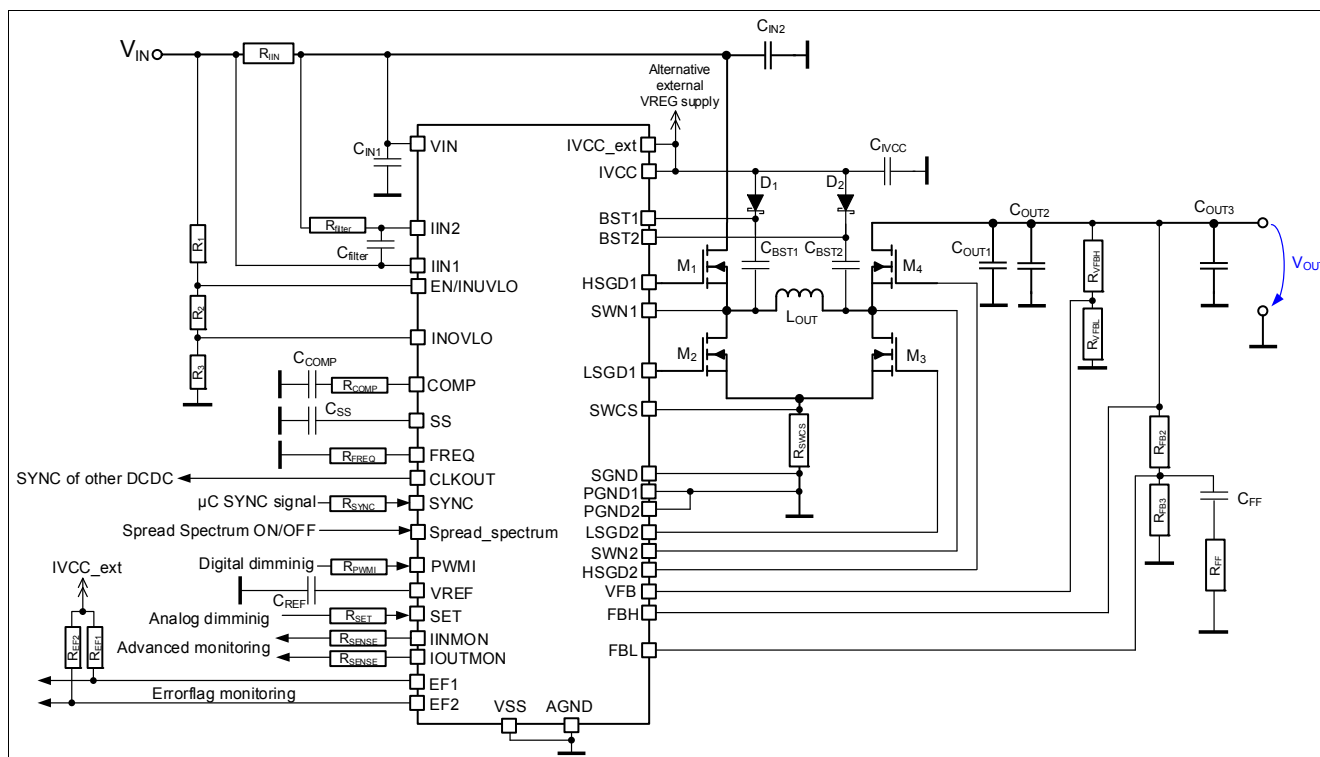 CIN2
VIN
RIIN
Alternative
external
VREG supply
CIN1
VIN
IVCC_ext
IVCC
CIVCC
D1
D2
BST1
BST2
CBST1
CBST2
COUT1
COUT2
COUT3
R1
Rfilter
Cfilter
IIN2
IIN1
EN/INUVLO
M1
M4
HSGD1
SWN1
LOUT
RVFBH
VOUT
R2
INOVLO
M2
M3
RVFBL
R3
LSGD1
CCOMP
RCOMP
COMP
SWCS
CSS
SS
RSWCS
RFB2
RFREQ
FREQ
SGND
SYNC of other DCDC
CLKOUT
PGND1
µC SYNC signal
RSYNC
SYNC
PGND2
RFB3
CFF
Spread Spectrum ON/OFF
Spread_spectrum
LSGD2
SWN2
IVCC_ext
Digital dimminig
RPWMI
PWMI
HSGD2
RFF
CREF
VREF
VFB
Analog dimminig
RSET
SET
FBH
REF2
REF1
Advanced monitoring
RSENSE
IINMON
RSENSE
IOUTMON
FBL
EF1
Errorflag monitoring
EF2
VSS
AGND